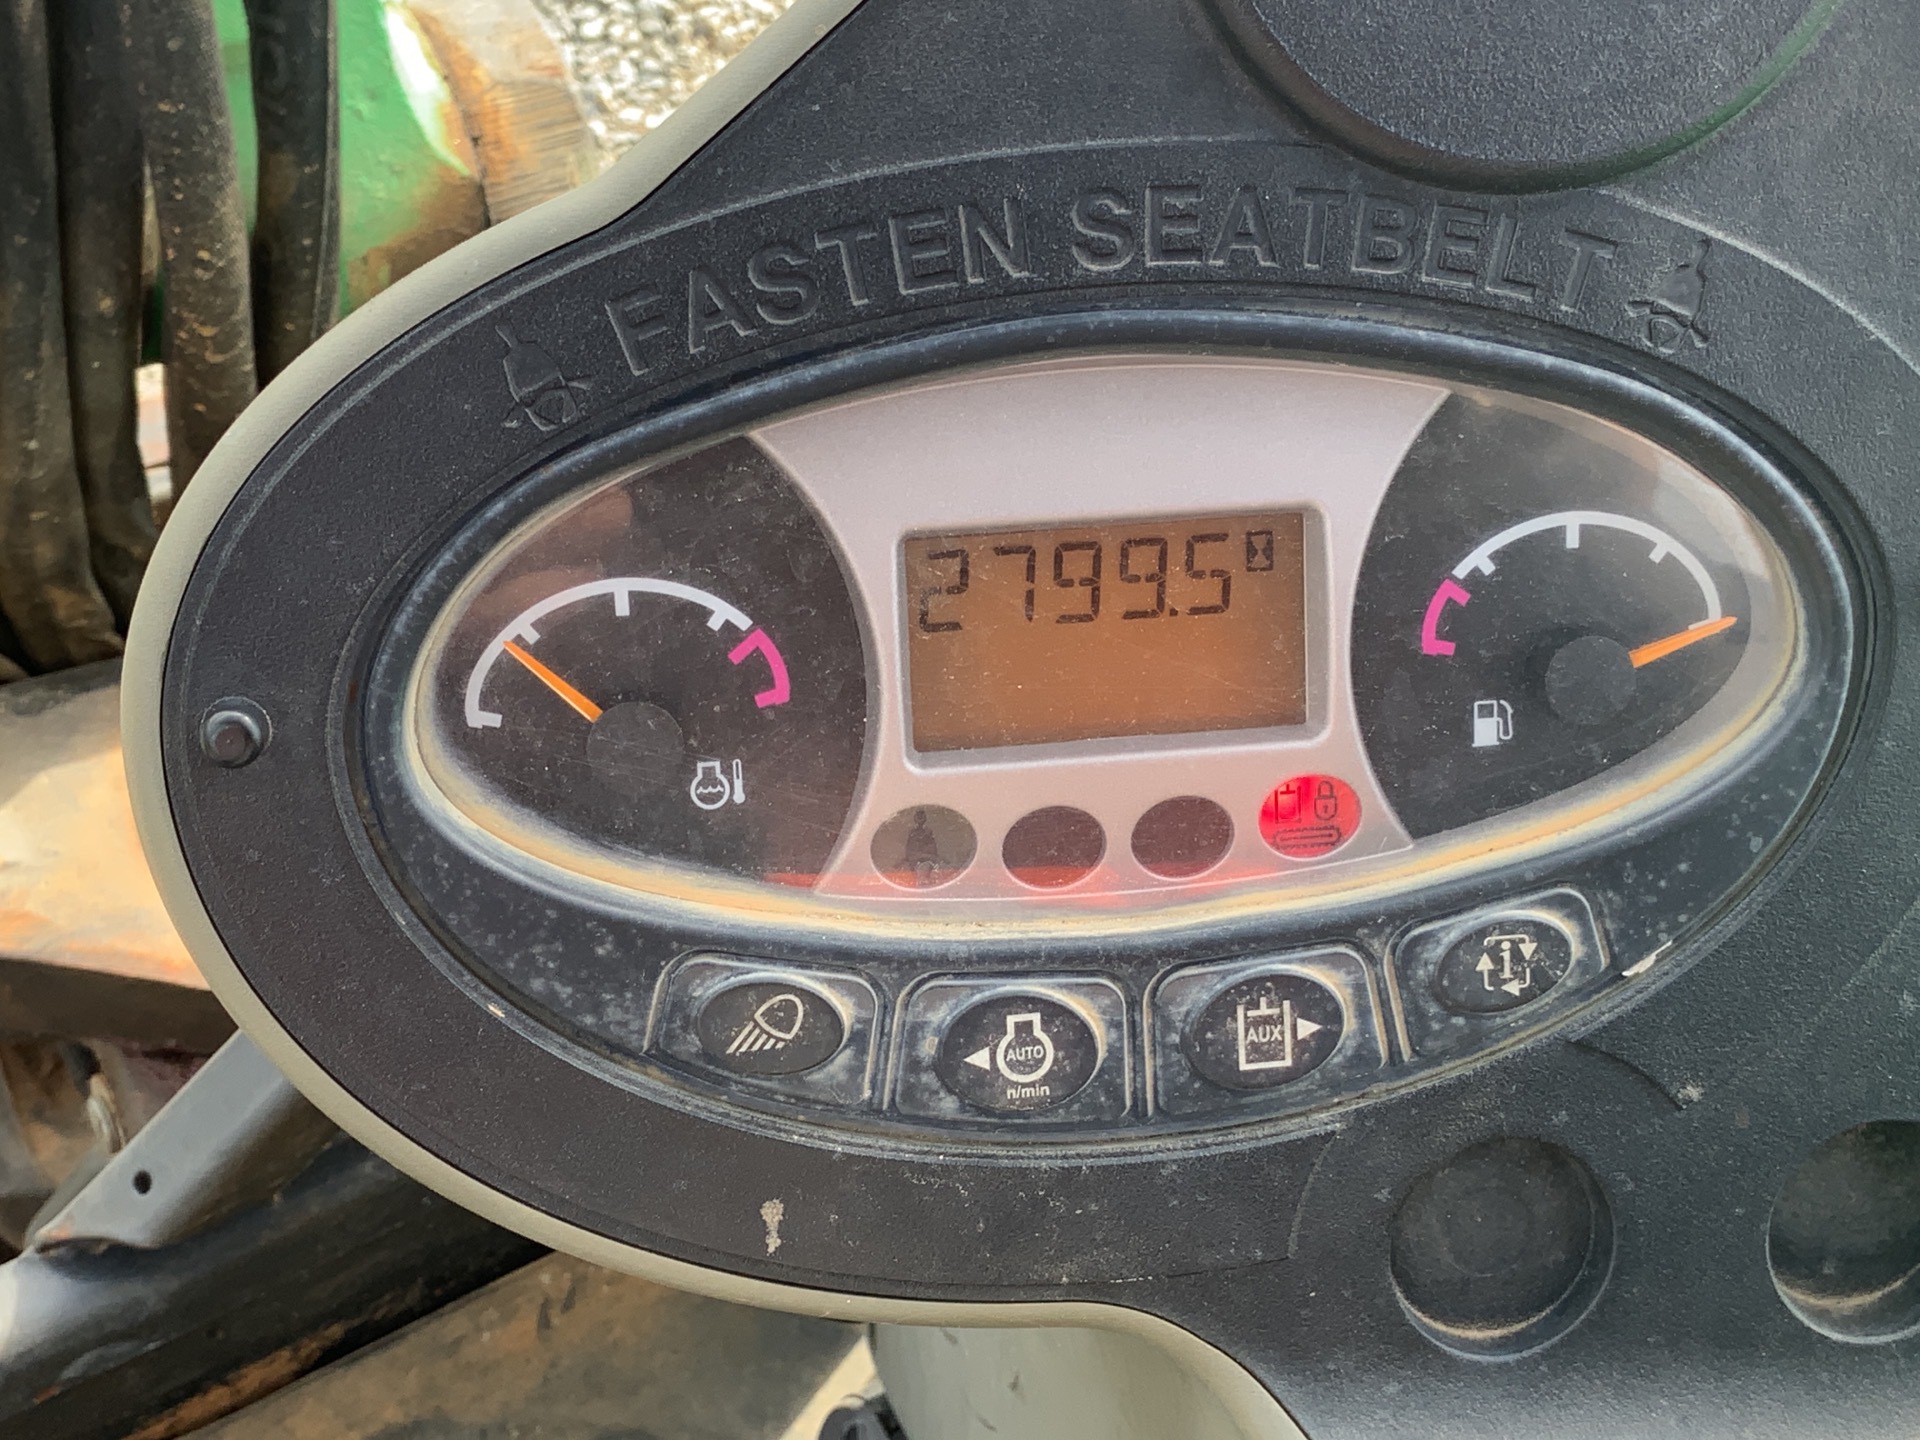 FASTEN SEATBELT
2799.5
AUTO
n/min
AUX
i